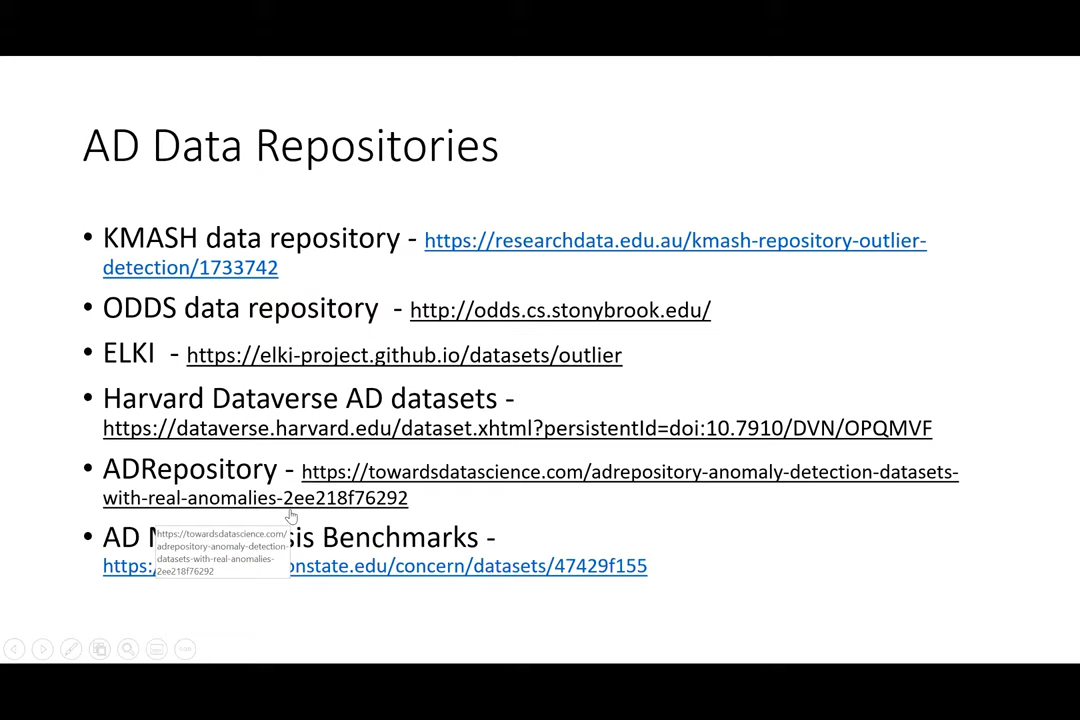 AD Data Repositories
• KMASH data repository - https://researchdata.edu.au/kmash-repository-outlier-
detection/1733742
• ODDS data repository - http://odds.cs.stonybrook.edu/
• ELKI - https://elki-project.github.io/datasets/outlier
• Harvard Dataverse AD datasets -
https://dataverse.harvard.edu/dataset.xhtml?persistentId=doi:10.7910/DVN/OPQMVF
• ADRepository - https://towardsdatascience.com/adrepository-anomaly-detection-datasets-
with-real-anomalies-2ee218f76292
• AD sis Benchmarks -
https: onstate.edu/concern/datasets/47429f155
https://towardsdatascience.com/
adrepository-anomaly-detection-
datasets-with-real-anomalies-
2ee218f76292